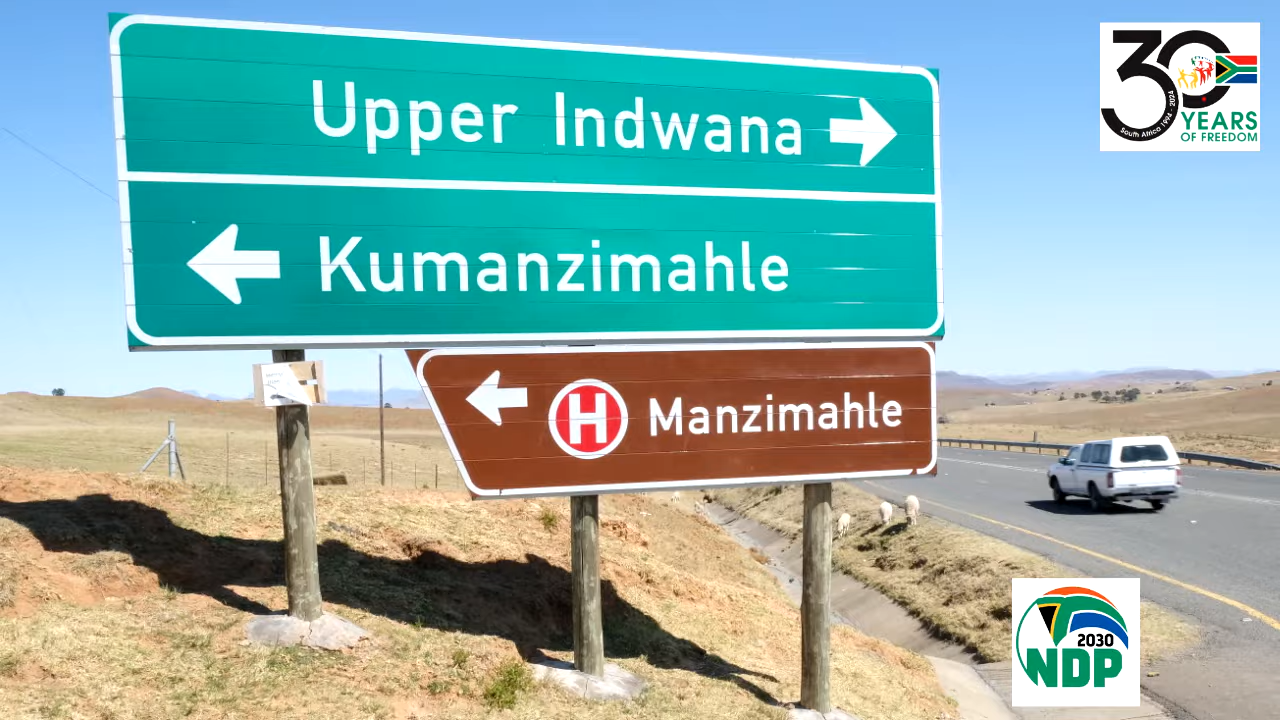 Upper Indwana
Kumanzimahle
H Manzimahle
30
South Africa 1994 - 2024
YEARS
OF FREEDOM
2030
NDP